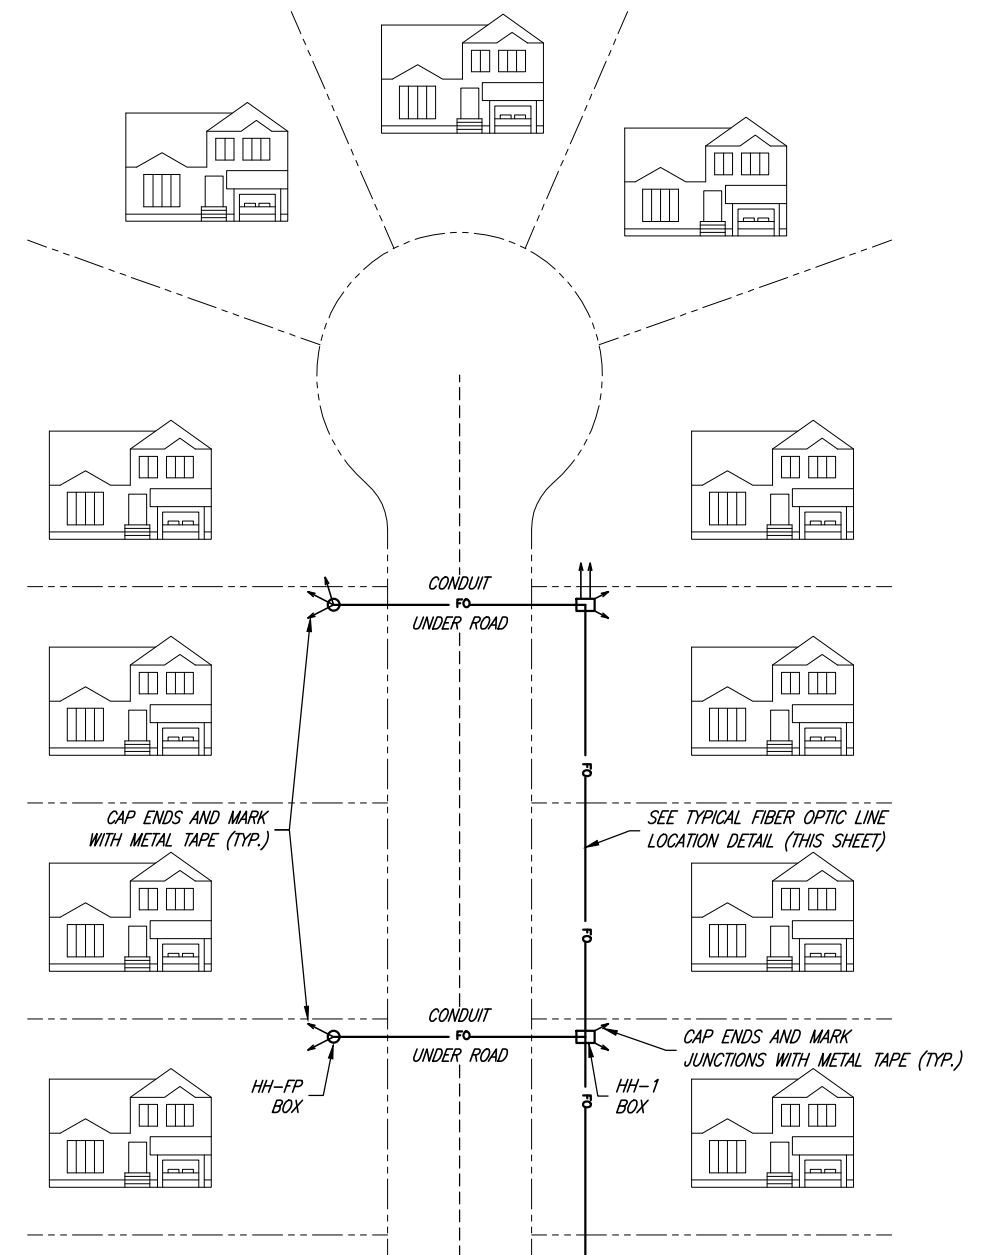 CONDUIT
FO
UNDER ROAD
FO
CAP ENDS AND MARK
WITH METAL TAPE (TYP.)
SEE TYPICAL FIBER OPTIC LINE
LOCATION DETAIL (THIS SHEET)
FO
CONDUIT
FO
UNDER ROAD
CAP ENDS AND MARK
JUNCTIONS WITH METAL TAPE (TYP.)
HH-FP
BOX
HH-1
BOX
FO